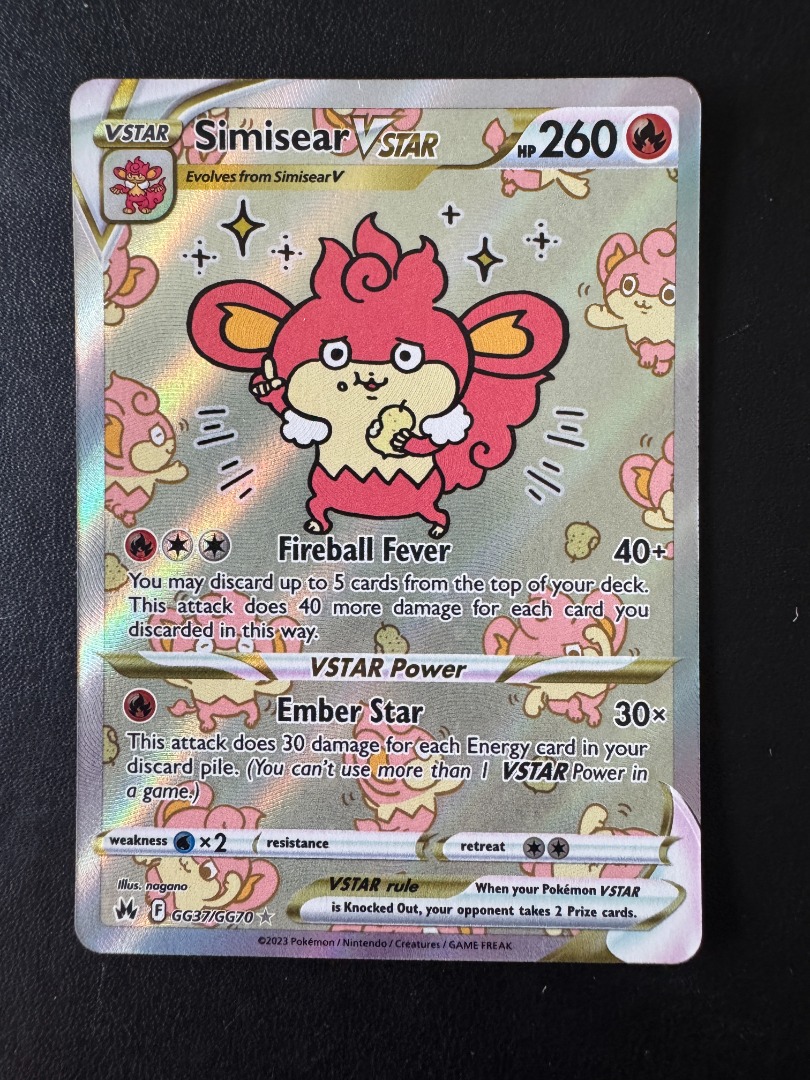 VSTAR Simisear VSTAR HP 260
Evolves from Simisear V
Fireball Fever 40+
You may discard up to 5 cards from the top of your deck.
This attack does 40 more damage for each card you
discarded in this way.
VSTAR Power
Ember Star 30×
This attack does 30 damage for each Energy card in your
discard pile. (You can't use more than 1 VSTAR Power in
a game.)
weakness ×2 resistance retreat
Illus. nagano
VSTAR rule When your Pokémon VSTAR
is Knocked Out, your opponent takes 2 Prize cards.
F GG37/GG70
©2023 Pokémon / Nintendo / Creatures / GAME FREAK